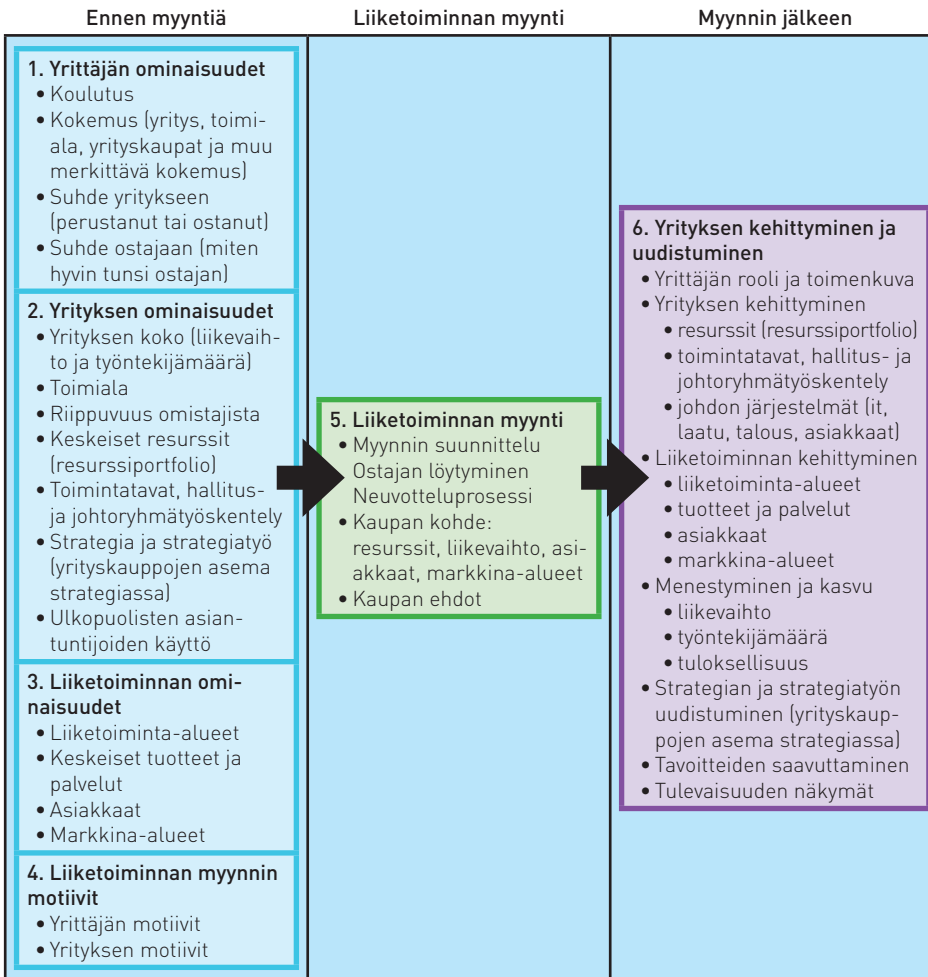 Ennen myyntiä
Liiketoiminnan myynti
Myynnin jälkeen
1. Yrittäjän ominaisuudet
• Koulutus
• Kokemus (yritys, toimi-
ala, yrityskaupat ja muu
merkittävä kokemus)
• Suhde yritykseen
(perustanut tai ostanut)
• Suhde ostajaan (miten
hyvin tunsi ostajan)
2. Yrityksen ominaisuudet
• Yrityksen koko (liikevaih-
to ja työntekijämäärä)
• Toimiala
• Riippuvuus omistajista
• Keskeiset resurssit
(resurssiportfolio)
• Toimintatavat, hallitus-
ja johtoryhmätyöskentely
• Strategia ja strategiatyö
(yrityskauppojen asema
strategiassa)
• Ulkopuolisten asian-
tuntijoiden käyttö
3. Liiketoiminnan omi-
naisuudet
• Liiketoiminta-alueet
• Keskeiset tuotteet ja
palvelut
• Asiakkaat
• Markkina-alueet
4. Liiketoiminnan myynnin
motiivit
• Yrittäjän motiivit
• Yrityksen motiivit
5. Liiketoiminnan myynti
• Myynnin suunnittelu
Ostajan löytyminen
Neuvotteluprosessi
• Kaupan kohde:
resurssit, liikevaihto, asi-
akkaat, markkina-alueet
• Kaupan ehdot
6. Yrityksen kehittyminen ja
uudistuminen
• Yrittäjän rooli ja toimenkuva
• Yrityksen kehittyminen
• resurssit (resurssiportfolio)
• toimintatavat, hallitus- ja
johtoryhmätyöskentely
• johdon järjestelmät (it,
laatu, talous, asiakkaat)
• Liiketoiminnan kehittyminen
• liiketoiminta-alueet
• tuotteet ja palvelut
• asiakkaat
• markkina-alueet
• Menestyminen ja kasvu
• liikevaihto
• työntekijämäärä
• tuloksellisuus
• Strategian ja strategiatyön
uudistuminen (yrityskaup-
pojen asema strategiassa)
• Tavoitteiden saavuttaminen
• Tulevaisuuden näkymät